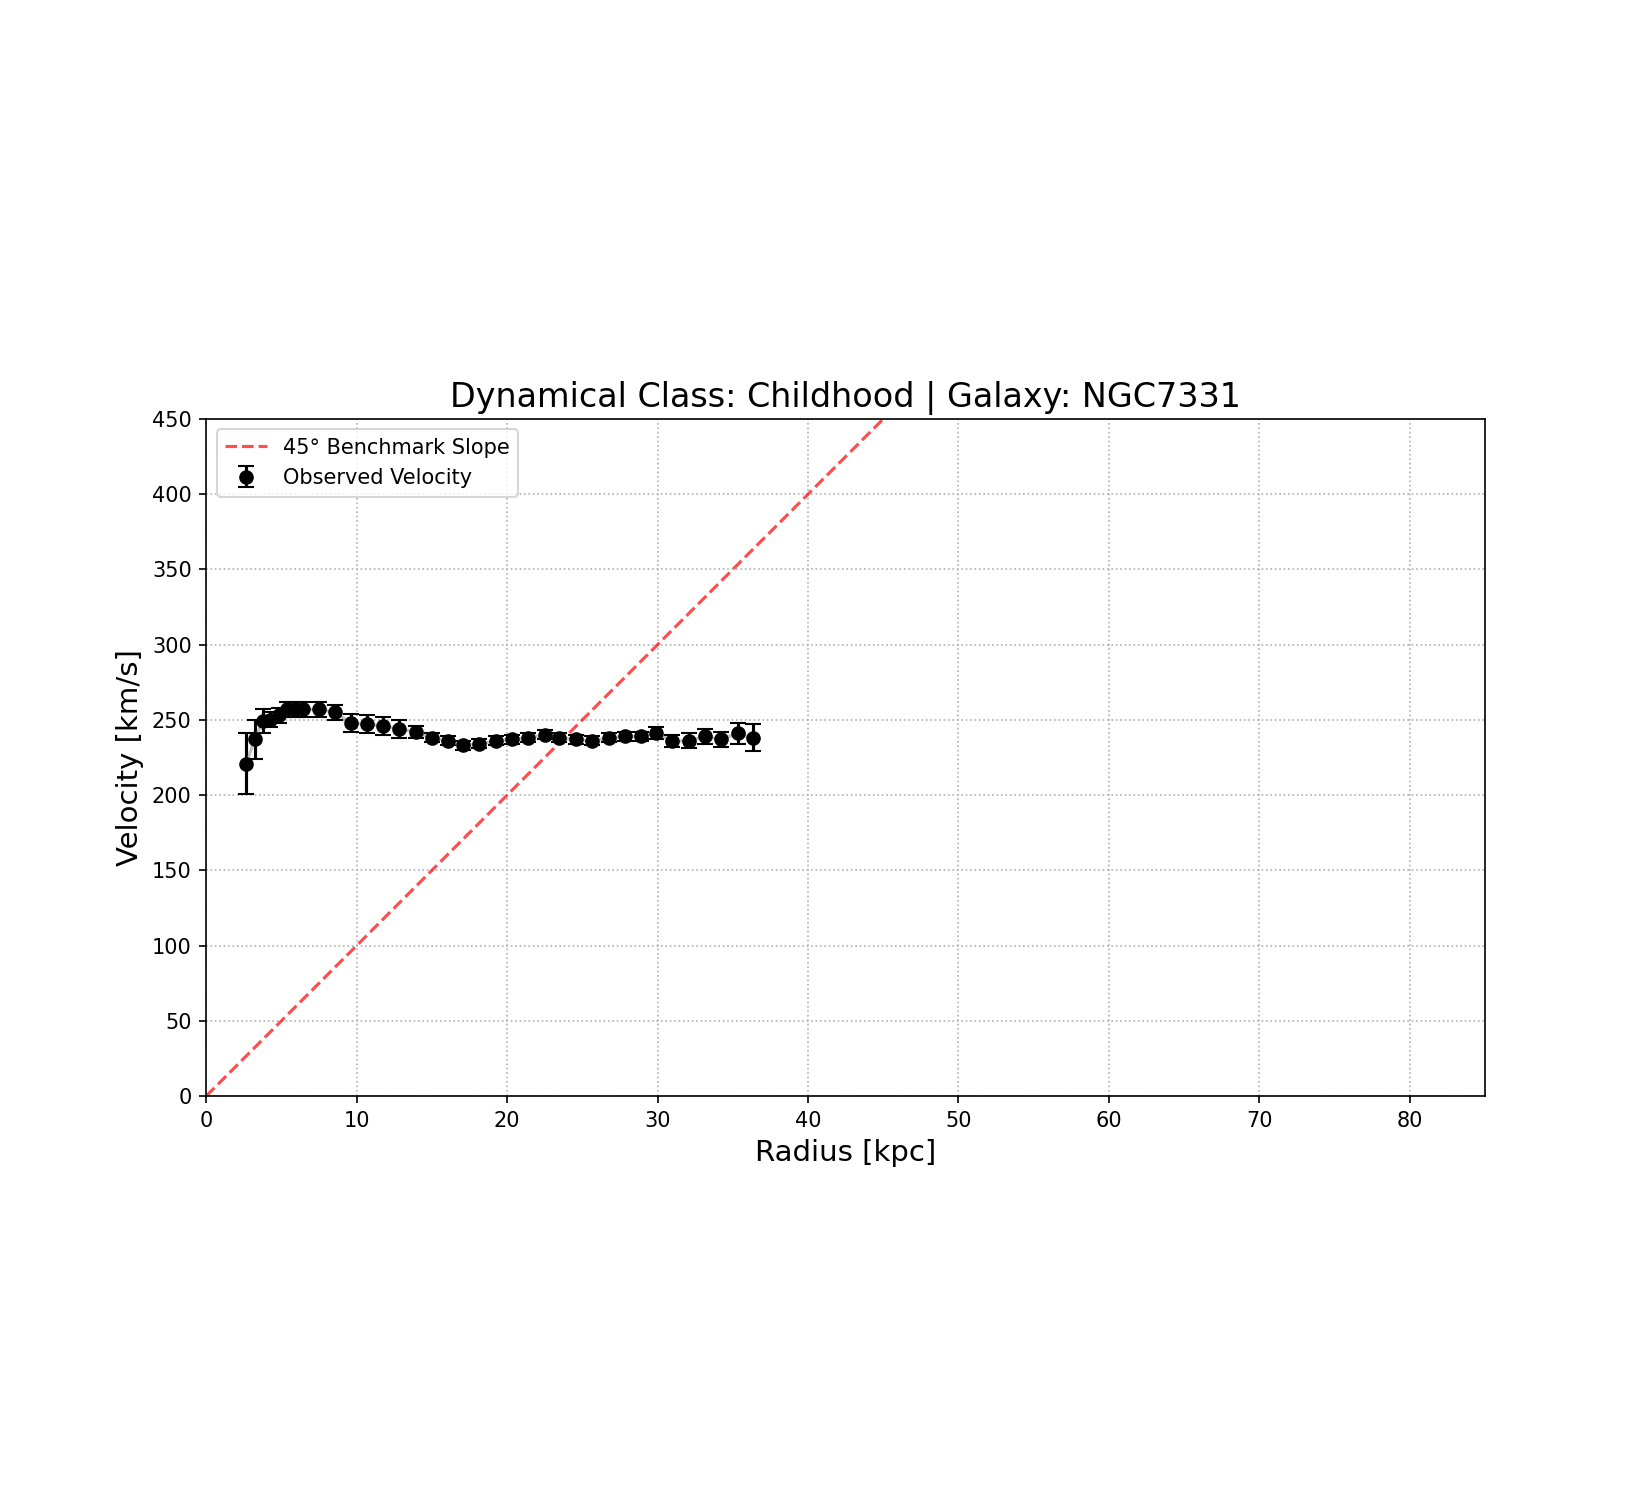 Dynamical Class: Childhood | Galaxy: NGC7331
45° Benchmark Slope
Observed Velocity
Velocity [km/s]
450
400
350
300
250
200
150
100
50
0
0 10 20 30 40 50 60 70 80
Radius [kpc]